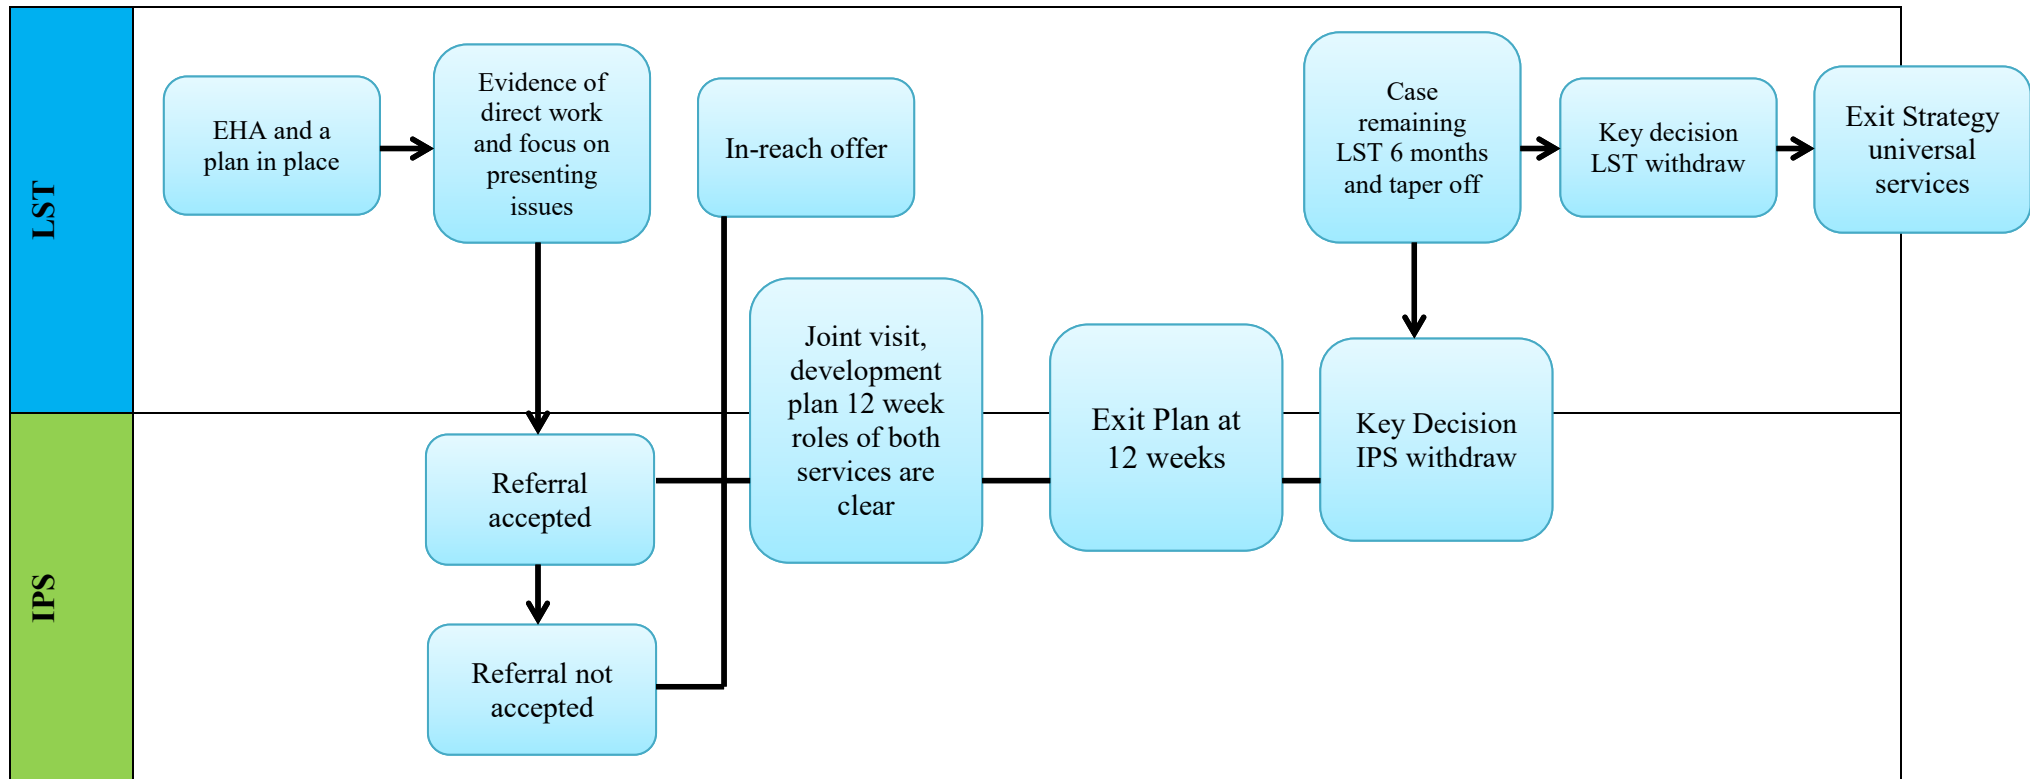 LST
EHA and a
plan in place
Evidence of
direct work
and focus on
presenting
issues
In-reach offer
Case
remaining
LST 6 months
and taper off
Key decision
LST withdraw
Exit Strategy
universal
services
Joint visit,
development
plan 12 week
roles of both
services are
clear
Exit Plan at
12 weeks
Key Decision
IPS withdraw
IPS
Referral
accepted
Referral not
accepted